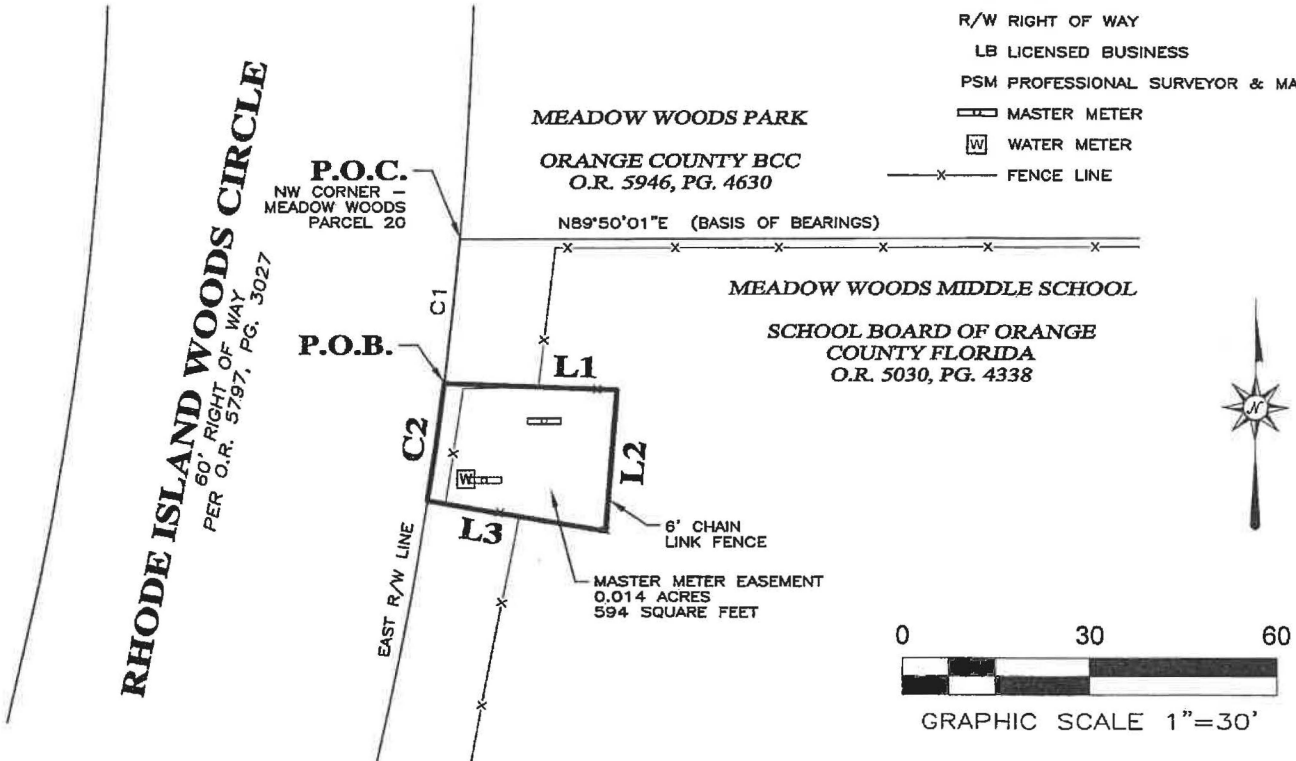 R/W RIGHT OF WAY
LB LICENSED BUSINESS
PSM PROFESSIONAL SURVEYOR & MA
MASTER METER
W WATER METER
X FENCE LINE
MEADOW WOODS PARK
ORANGE COUNTY BCC
O.R. 5946, PG. 4630
P.O.C.
NW CORNER –
MEADOW WOODS
PARCEL 20
N89°50'01"E (BASIS OF BEARINGS)
X X X X X X
RHODE ISLAND WOODS CIRCLE
60' RIGHT OF WAY
PER O.R. 5797, PG. 3027
C1
MEADOW WOODS MIDDLE SCHOOL
SCHOOL BOARD OF ORANGE
COUNTY FLORIDA
O.R. 5030, PG. 4338
X
P.O.B.
L1
X
C2
X
W
L2
N
X
L3
6' CHAIN
LINK FENCE
EAST R/W LINE
MASTER METER EASEMENT
0.014 ACRES
594 SQUARE FEET
X
X
0 30 60
GRAPHIC SCALE 1"=30'